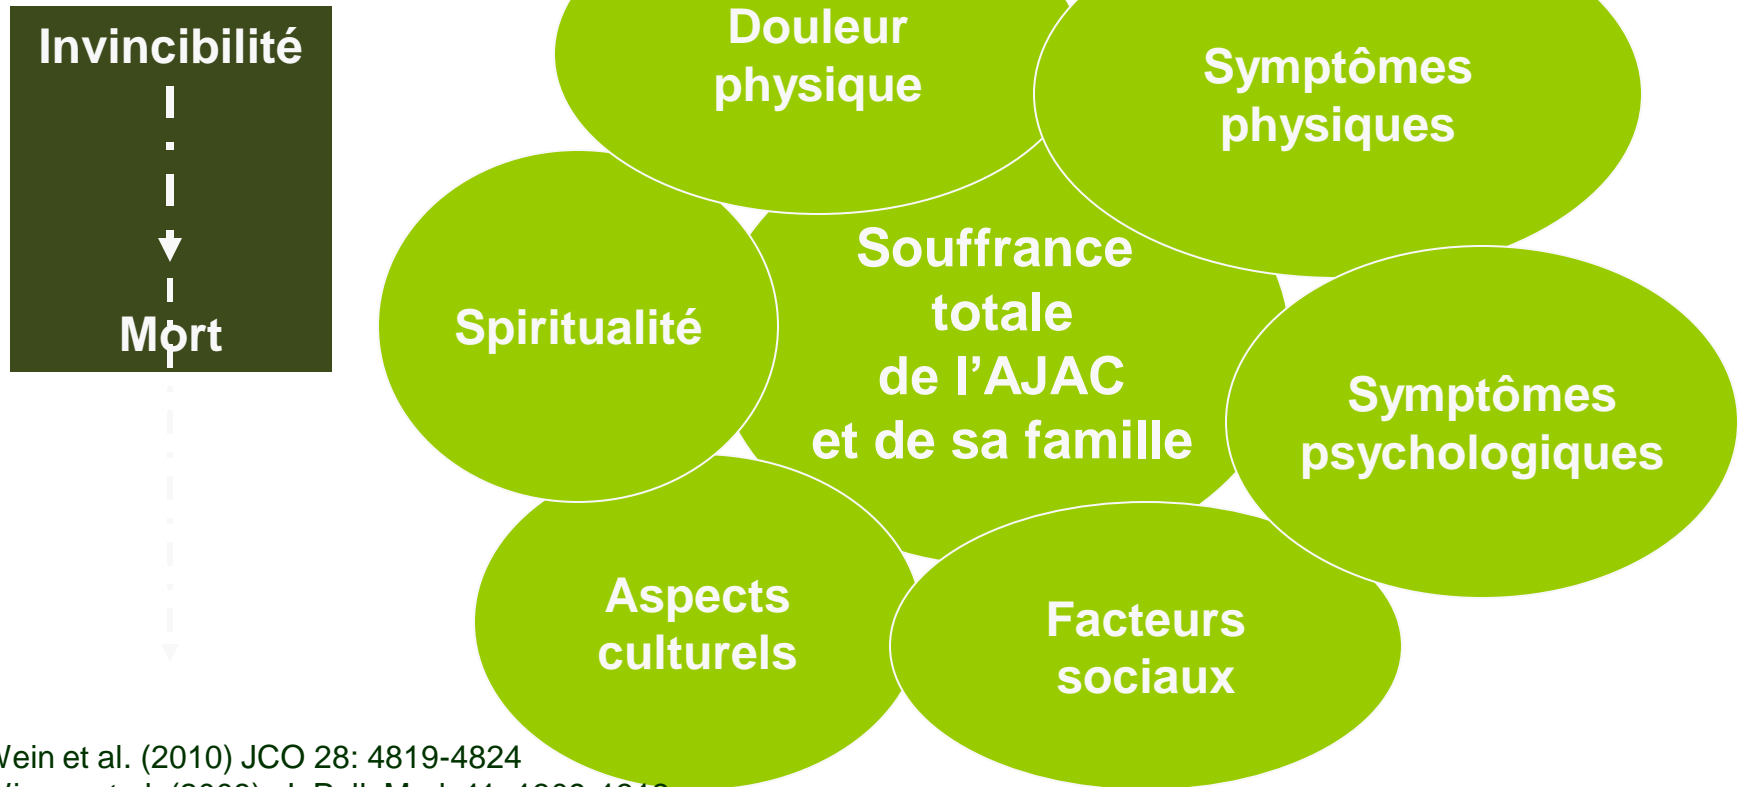 Invincibilité
Mort
Douleur
physique
Symptômes
physiques
Souffrance
totale
de l’AJAC
et de sa famille
Spiritualité
Symptômes
psychologiques
Aspects
culturels
Facteurs
sociaux
Wein et al. (2010) JCO 28: 4819-4824